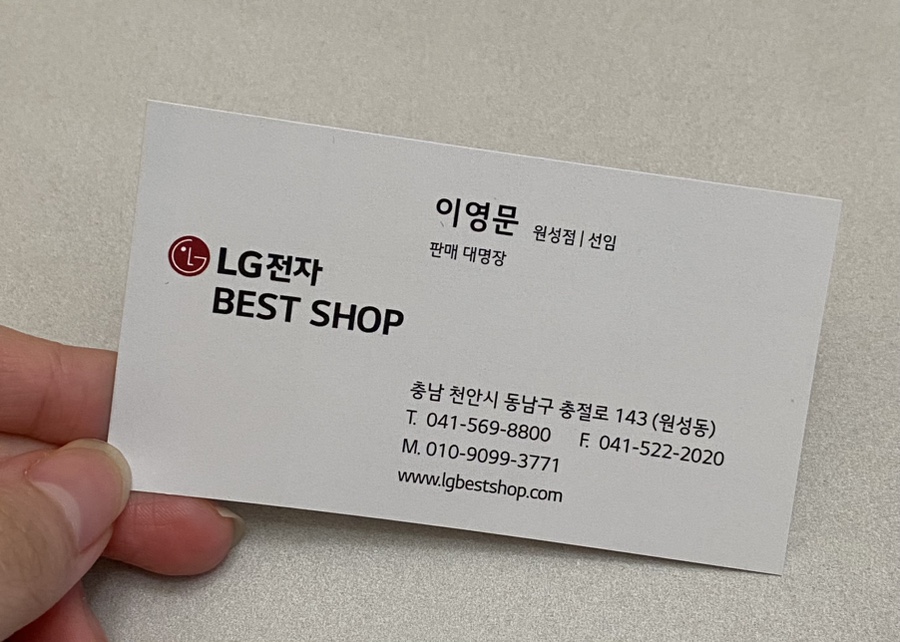 LG전자
BEST SHOP
이영문 원성점 | 선임
판매 대명장
충남 천안시 동남구 충절로 143 (원성동)
T. 041-569-8800 F. 041-522-2020
M. 010-9099-3771
www.lgbestshop.com